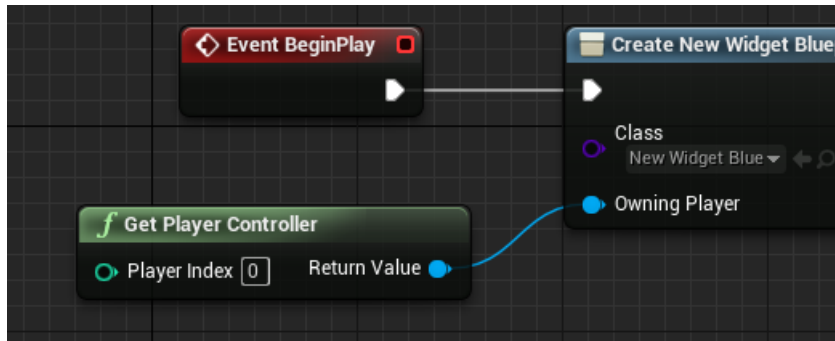 Event BeginPlay
Create New Widget Blue
Class
New Widget Blue
Owning Player
f Get Player Controller
Player Index 0
Return Value